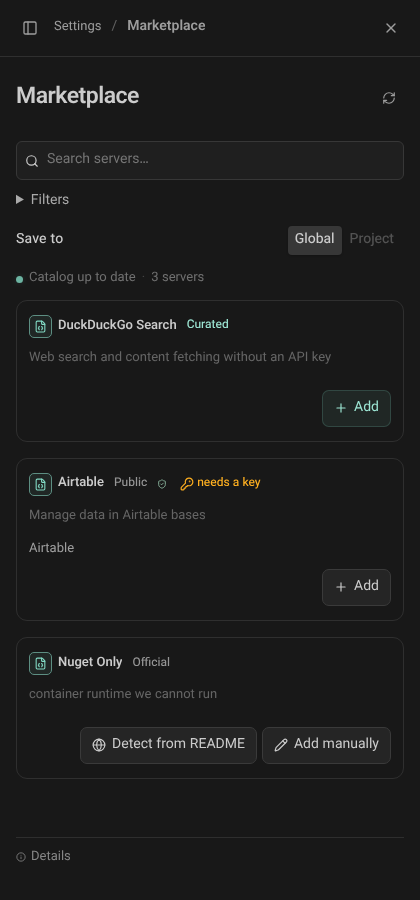 Settings / Marketplace
Marketplace
Search servers...
Filters
Save to Global Project
Catalog up to date · 3 servers
DuckDuckGo Search Curated
Web search and content fetching without an API key
Add
Airtable Public needs a key
Manage data in Airtable bases
Airtable
Add
Nuget Only Official
container runtime we cannot run
Detect from README Add manually
Details